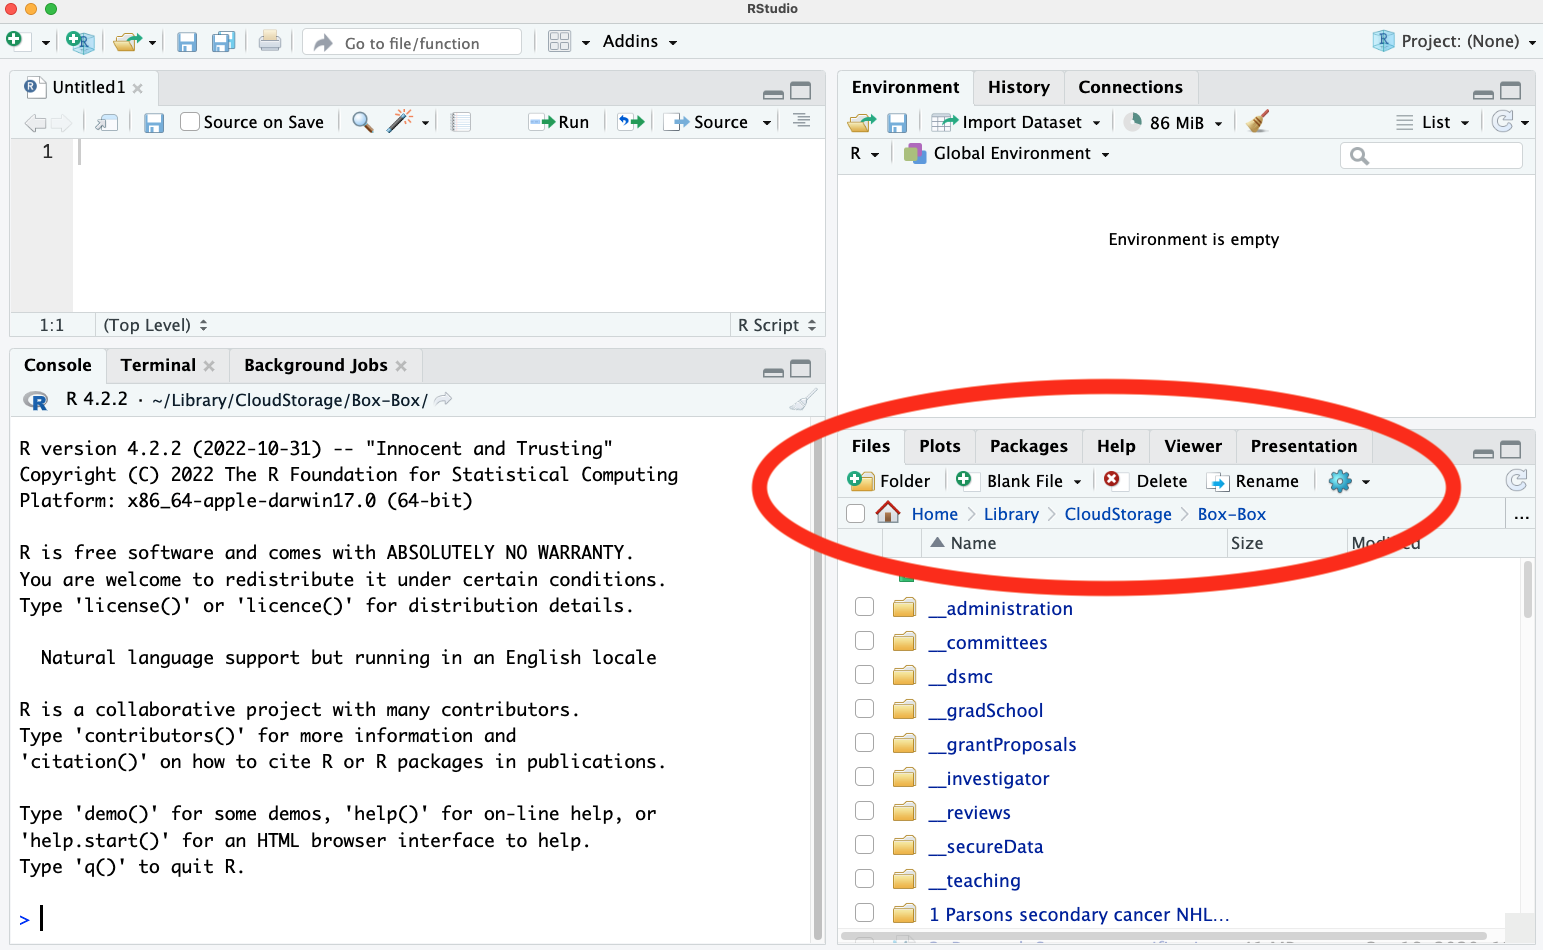 RStudio
Go to file/function
Addins
Project: (None)
Untitled1
Source on Save
Run
Source
1
1:1
(Top Level)
R Script
Console
Terminal
Background Jobs
R 4.2.2 · ~/Library/CloudStorage/Box-Box/
R version 4.2.2 (2022-10-31) -- "Innocent and Trusting"
Copyright (C) 2022 The R Foundation for Statistical Computing
Platform: x86_64-apple-darwin17.0 (64-bit)
R is free software and comes with ABSOLUTELY NO WARRANTY.
You are welcome to redistribute it under certain conditions.
Type 'license()' or 'licence()' for distribution details.
Natural language support but running in an English locale
R is a collaborative project with many contributors.
Type 'contributors()' for more information and
'citation()' on how to cite R or R packages in publications.
Type 'demo()' for some demos, 'help()' for on-line help, or
'help.start()' for an HTML browser interface to help.
Type 'q()' to quit R.
>
Environment
History
Connections
Import Dataset
86 MiB
List
R
Global Environment
Environment is empty
Files
Plots
Packages
Help
Viewer
Presentation
Folder
Blank File
Delete
Rename
Home
Library
CloudStorage
Box-Box
...
Name
Size
Modified
__administration
__committees
__dsmc
__gradSchool
__grantProposals
__investigator
__reviews
__secureData
__teaching
1 Parsons secondary cancer NHL...